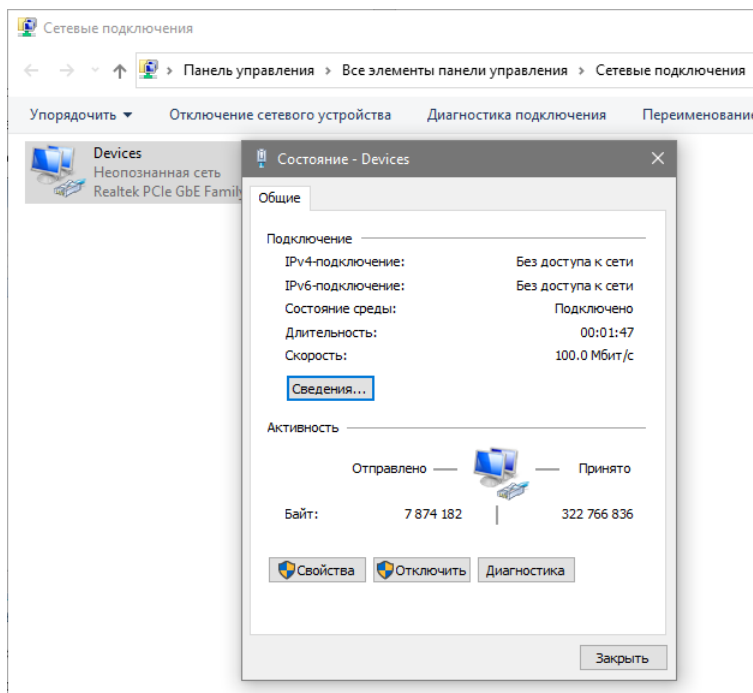 Сетевые подключения
Панель управления › Все элементы панели управления › Сетевые подключения
Упорядочить Отключение сетевого устройства Диагностика подключения
Devices
Неопознанная сеть
Realtek PCIe GbE
Состояние - Devices
Общие
Подключение
IPv4-подключение: Без доступа к сети
IPv6-подключение: Без доступа к сети
Состояние среды: Подключено
Длительность: 00:01:47
Скорость: 100.0 Мбит/с
Сведения...
Активность
Отправлено — — Принято
Байт: 7 874 182 | 322 766 836
Свойства Отключить Диагностика
Закрыть